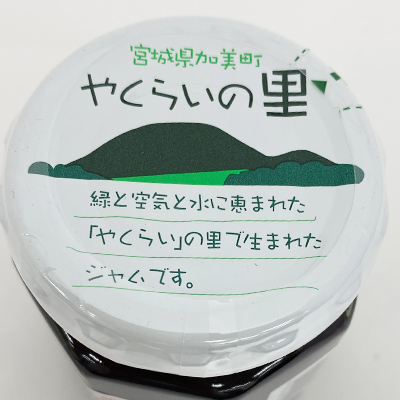 宮城県加美町
やくらいの里
緑と空気と水に恵まれた
「やくらい」の里で生まれた
ジャムです。